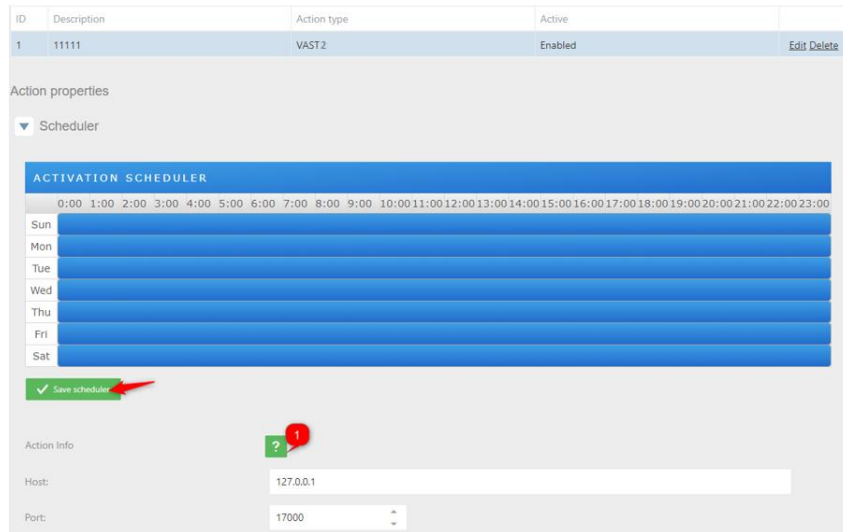 ID Description Action type Active
1 11111 VAST2 Enabled Edit Delete
Action properties
Scheduler
ACTIVATION SCHEDULER
0:00 1:00 2:00 3:00 4:00 5:00 6:00 7:00 8:00 9:00 10:00 11:00 12:00 13:00 14:00 15:00 16:00 17:00 18:00 19:00 20:00 21:00 22:00 23:00
Sun
Mon
Tue
Wed
Thu
Fri
Sat
Save scheduler
Action Info ? 1
Host: 127.0.0.1
Port: 17000